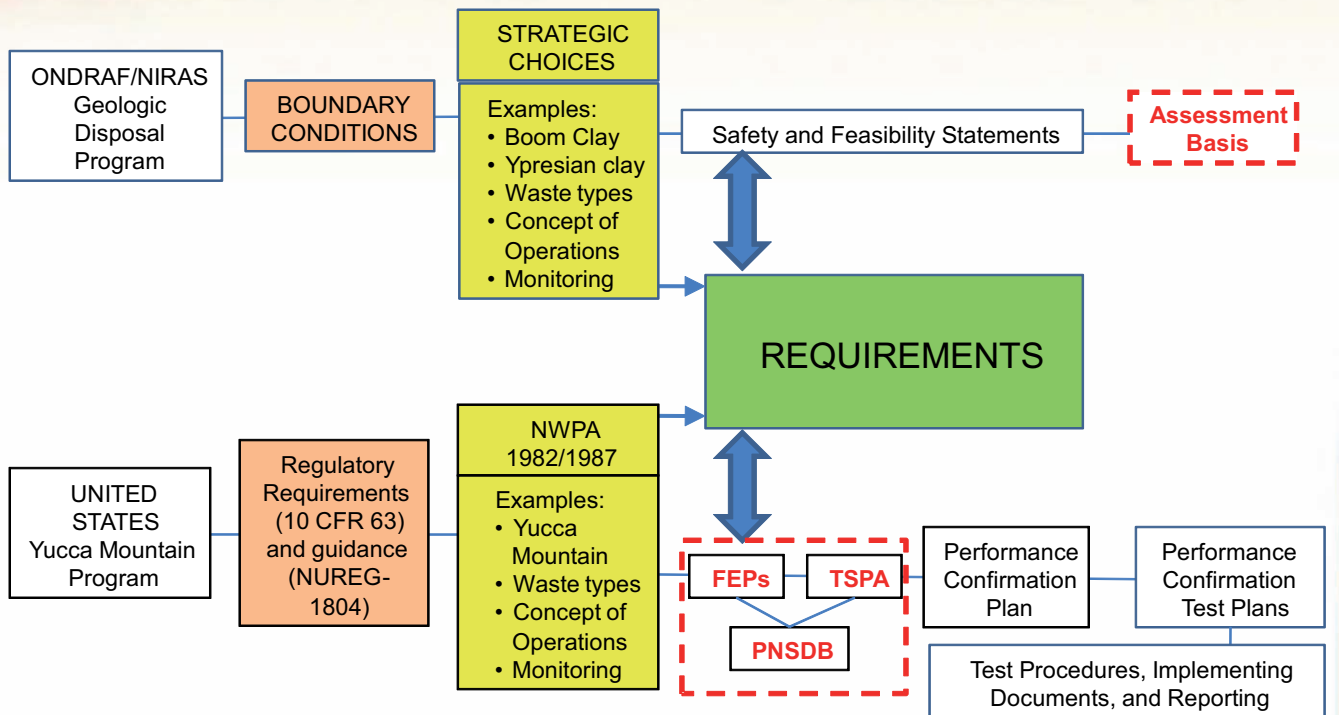 ONDRAF/NIRAS
Geologic
Disposal
Program
BOUNDARY
CONDITIONS
STRATEGIC
CHOICES
Examples:
• Boom Clay
• Ypresian clay
• Waste types
• Concept of
Operations
• Monitoring
Safety and Feasibility Statements
Assessment
Basis
REQUIREMENTS
UNITED
STATES
Yucca Mountain
Program
Regulatory
Requirements
(10 CFR 63)
and guidance
(NUREG-
1804)
NWPA
1982/1987
Examples:
• Yucca
Mountain
• Waste types
• Concept of
Operations
• Monitoring
FEPs
TSPA
PNSDB
Performance
Confirmation
Plan
Performance
Confirmation
Test Plans
Test Procedures, Implementing
Documents, and Reporting